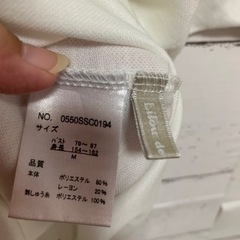 NO. 0550SSC0194
サイズ
バスト 79～87
身長 154～162
M
品質
本体 ポリエステル 80%
レーヨン 20%
刺しゅう糸 ポリエステル 100%